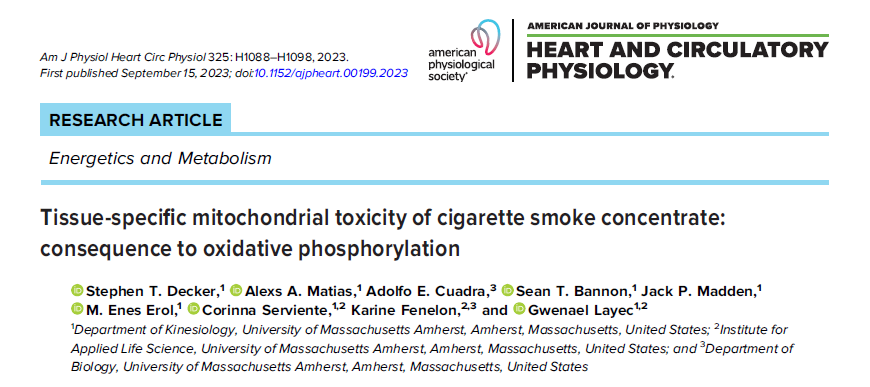 AMERICAN JOURNAL OF PHYSIOLOGY
HEART AND CIRCULATORY
PHYSIOLOGY.
american
physiological
society
Am J Physiol Heart Circ Physiol 325: H1088–H1098, 2023.
First published September 15, 2023; doi:10.1152/ajpheart.00199.2023
RESEARCH ARTICLE
Energetics and Metabolism
Tissue-specific mitochondrial toxicity of cigarette smoke concentrate:
consequence to oxidative phosphorylation
iD Stephen T. Decker,¹ iD Alexs A. Matias,¹ Adolfo E. Cuadra,³ iD Sean T. Bannon,¹ Jack P. Madden,¹
iD M. Enes Erol,¹ iD Corinna Serviente,¹,² Karine Fenelon,²,³ and iD Gwenael Layec¹,²
¹Department of Kinesiology, University of Massachusetts Amherst, Amherst, Massachusetts, United States; ²Institute for
Applied Life Science, University of Massachusetts Amherst, Amherst, Massachusetts, United States; and ³Department of
Biology, University of Massachusetts Amherst, Amherst, Massachusetts, United States